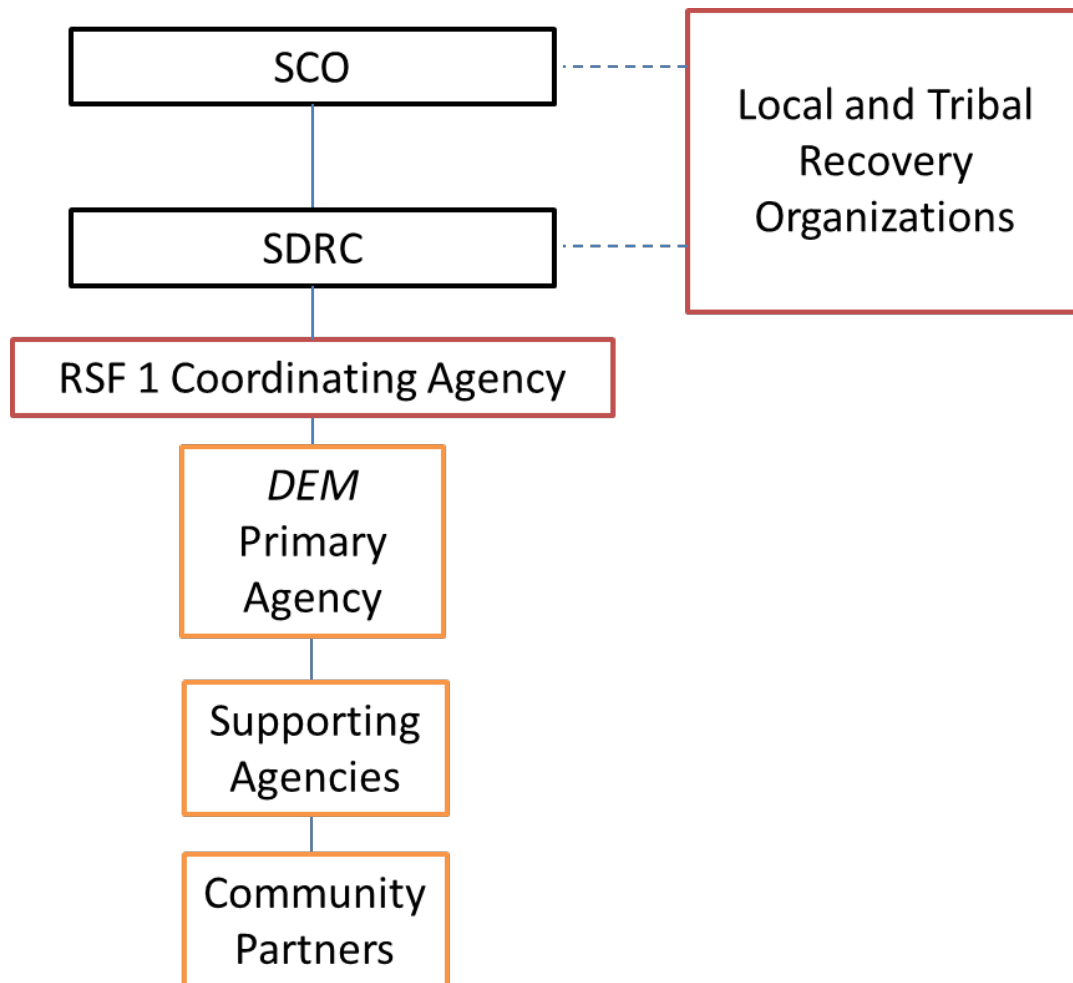 SCO
Local and Tribal
Recovery
Organizations
SDRC
RSF 1 Coordinating Agency
DEM
Primary
Agency
Supporting
Agencies
Community
Partners